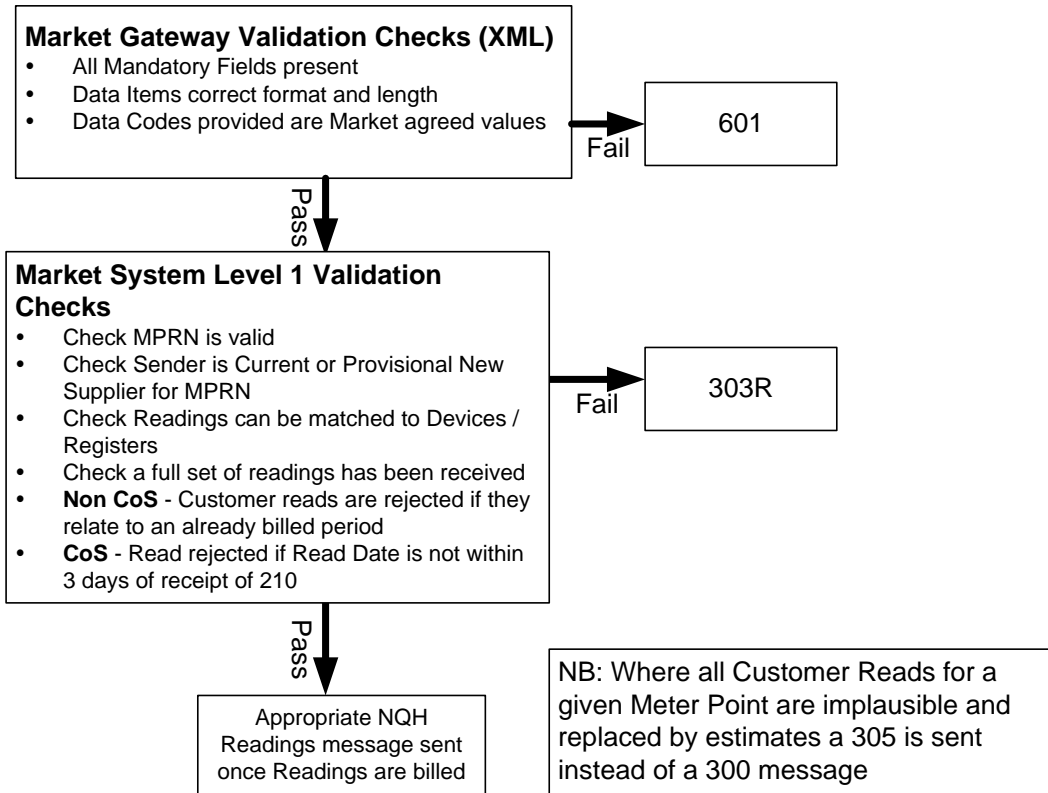 Market Gateway Validation Checks (XML)
• All Mandatory Fields present
• Data Items correct format and length
• Data Codes provided are Market agreed values
601
Fail
Pass
Market System Level 1 Validation
Checks
• Check MPRN is valid
• Check Sender is Current or Provisional New
Supplier for MPRN
• Check Readings can be matched to Devices /
Registers
• Check a full set of readings has been received
• Non CoS - Customer reads are rejected if they
relate to an already billed period
• CoS - Read rejected if Read Date is not within
3 days of receipt of 210
303R
Fail
Pass
Appropriate NQH
Readings message sent
once Readings are billed
NB: Where all Customer Reads for a
given Meter Point are implausible and
replaced by estimates a 305 is sent
instead of a 300 message